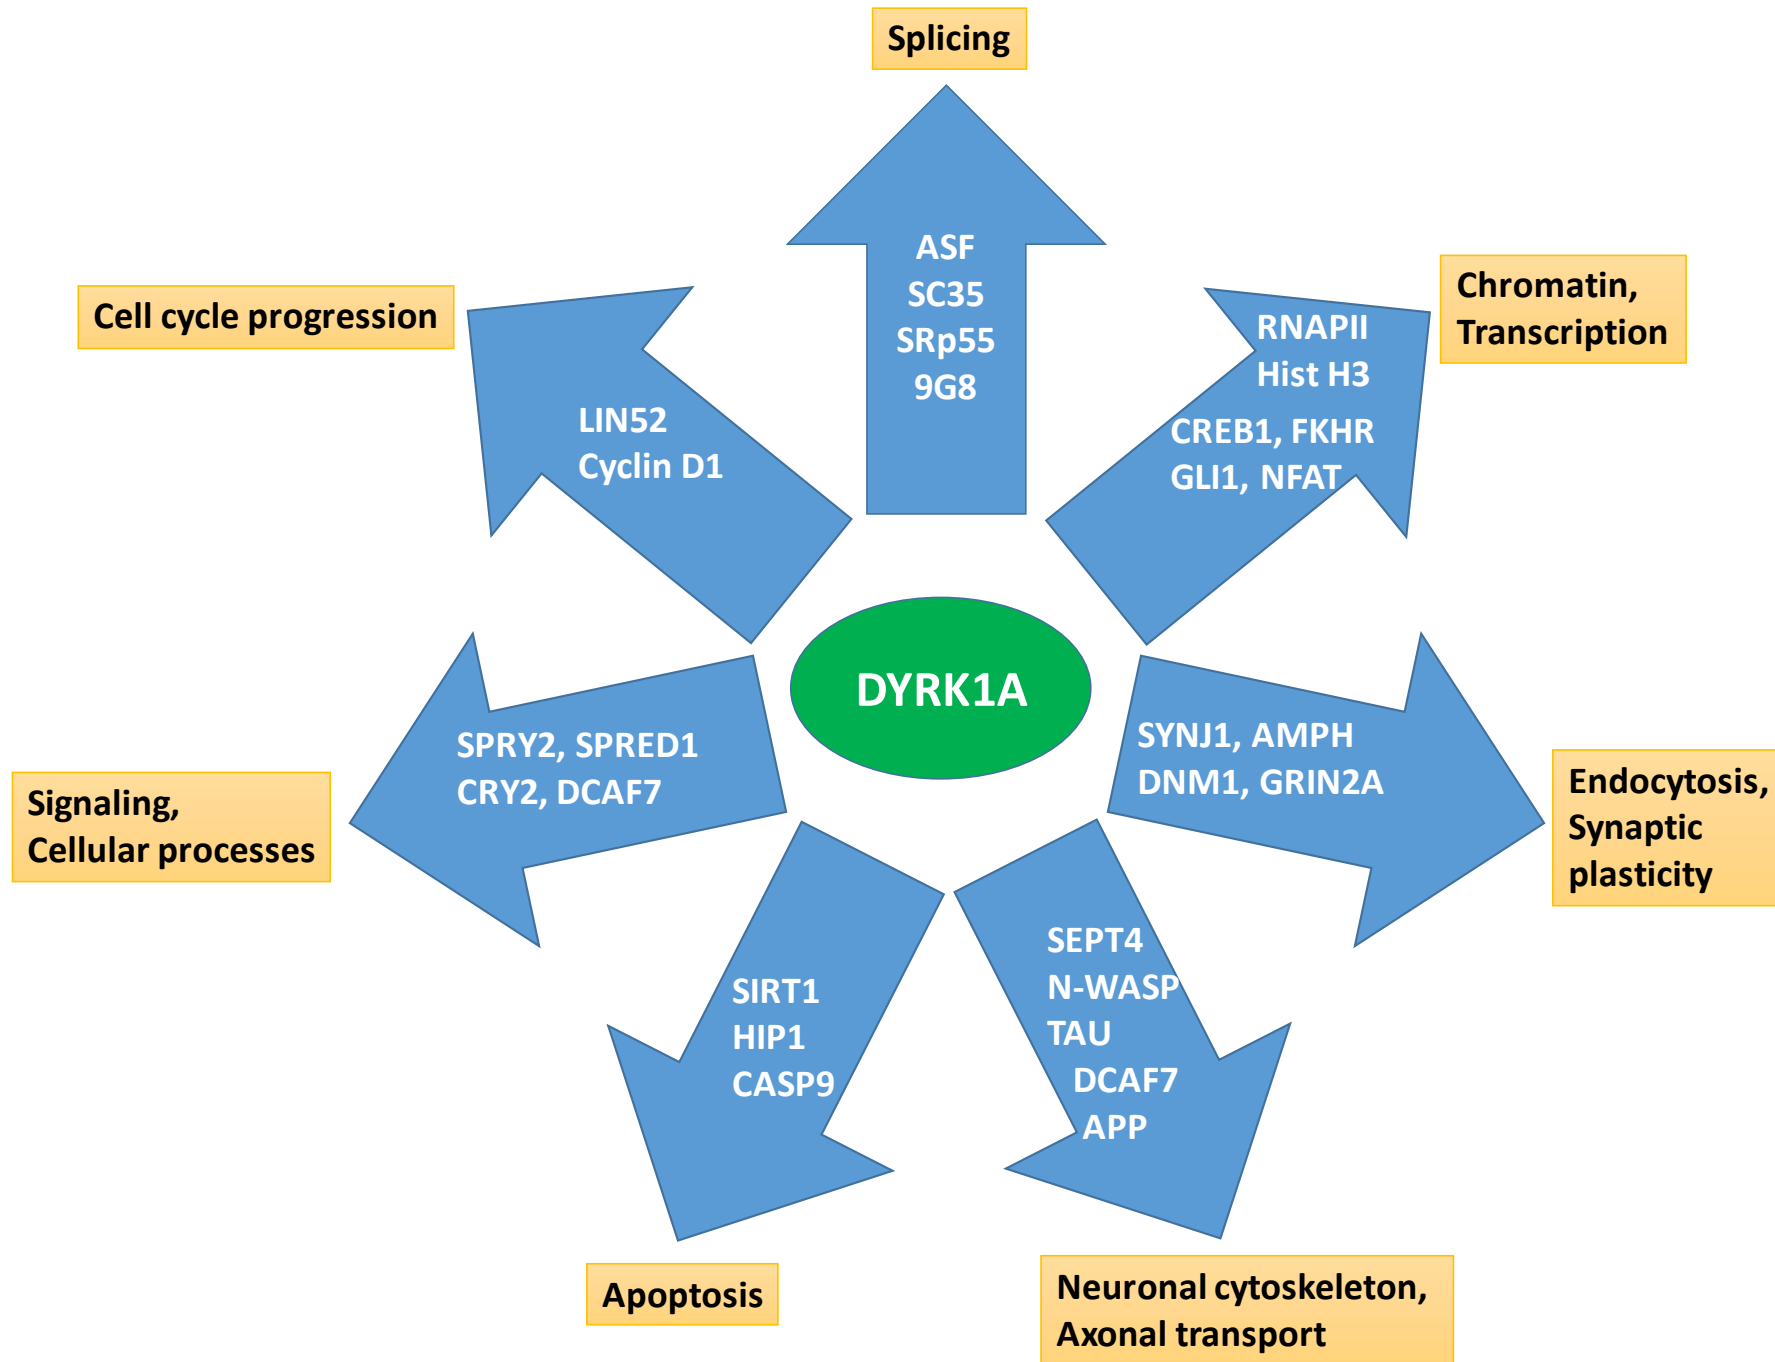 Splicing
ASF
SC35
SRp55
9G8
Chromatin,
Transcription
RNAPII
Hist H3
CREB1, FKHR
GLI1, NFAT
Cell cycle progression
LIN52
Cyclin D1
DYRK1A
SYNJ1, AMPH
DNM1, GRIN2A
Endocytosis,
Synaptic
plasticity
SPRY2, SPRED1
CRY2, DCAF7
Signaling,
Cellular processes
SEPT4
N-WASP
TAU
DCAF7
APP
Neuronal cytoskeleton,
Axonal transport
SIRT1
HIP1
CASP9
Apoptosis